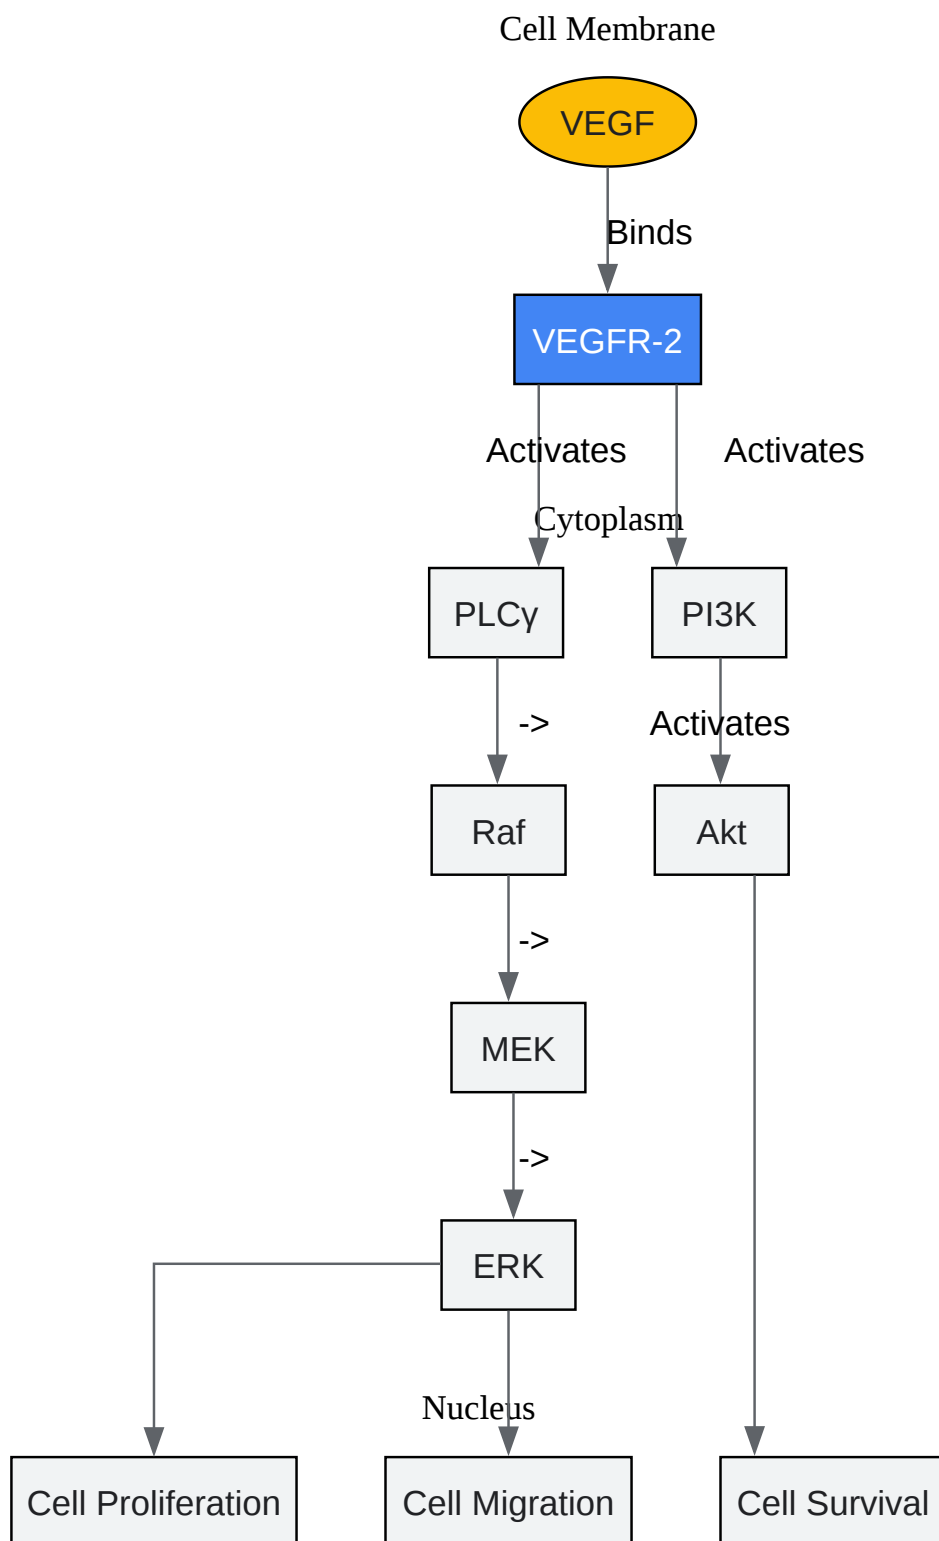 Cell Membrane
VEGF
Binds
VEGFR-2
Activates
Activates
Cytoplasm
PLCγ
PI3K
->
Activates
Raf
Akt
->
MEK
->
ERK
Nucleus
Cell Proliferation
Cell Migration
Cell Survival